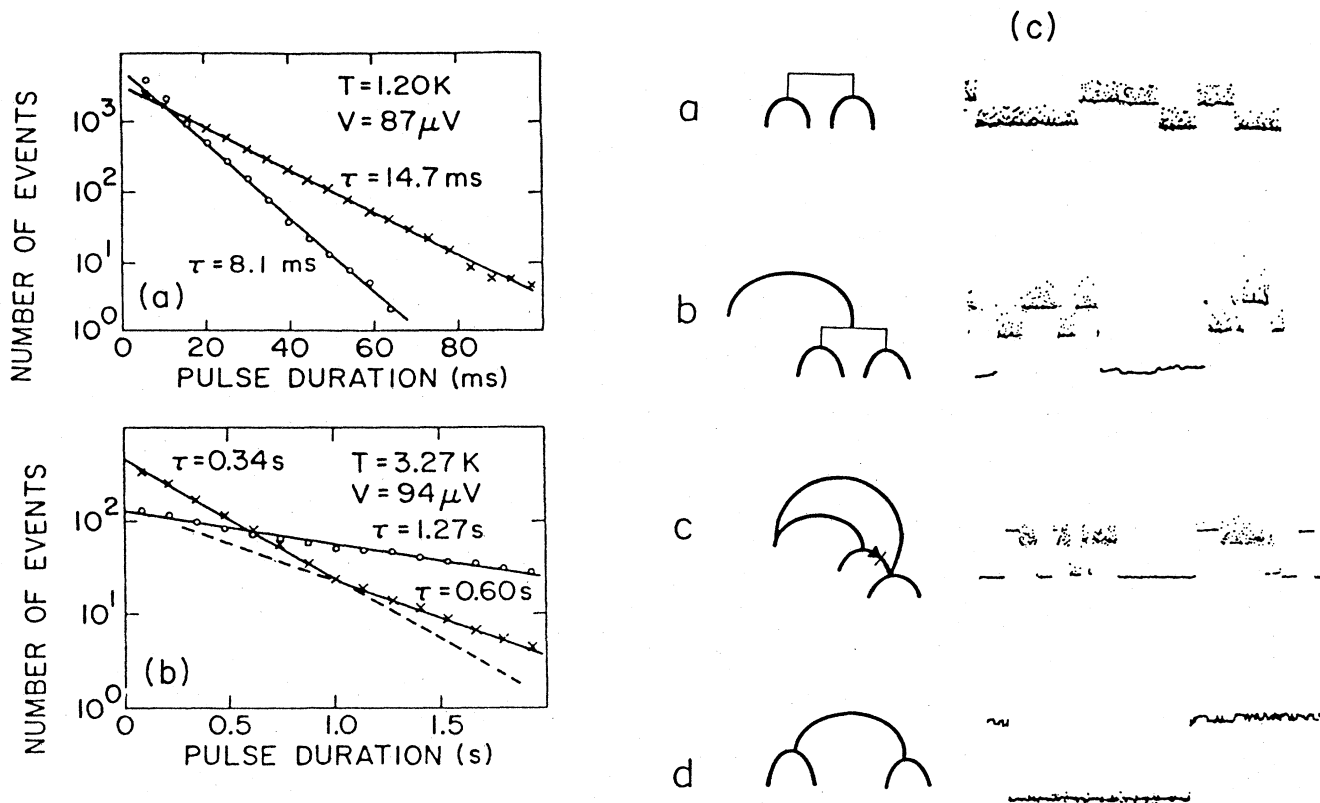 NUMBER OF EVENTS
10³
10²
10¹
10⁰
T=1.20K
V=87μV
τ=14.7ms
τ=8.1 ms
(a)
0 20 40 60 80
PULSE DURATION (ms)
NUMBER OF EVENTS
10²
10¹
10⁰
τ=0.34s
T=3.27K
V=94μV
τ=1.27s
τ=0.60s
(b)
0 0.5 1.0 1.5
PULSE DURATION (s)
(c)
a
b
c
d